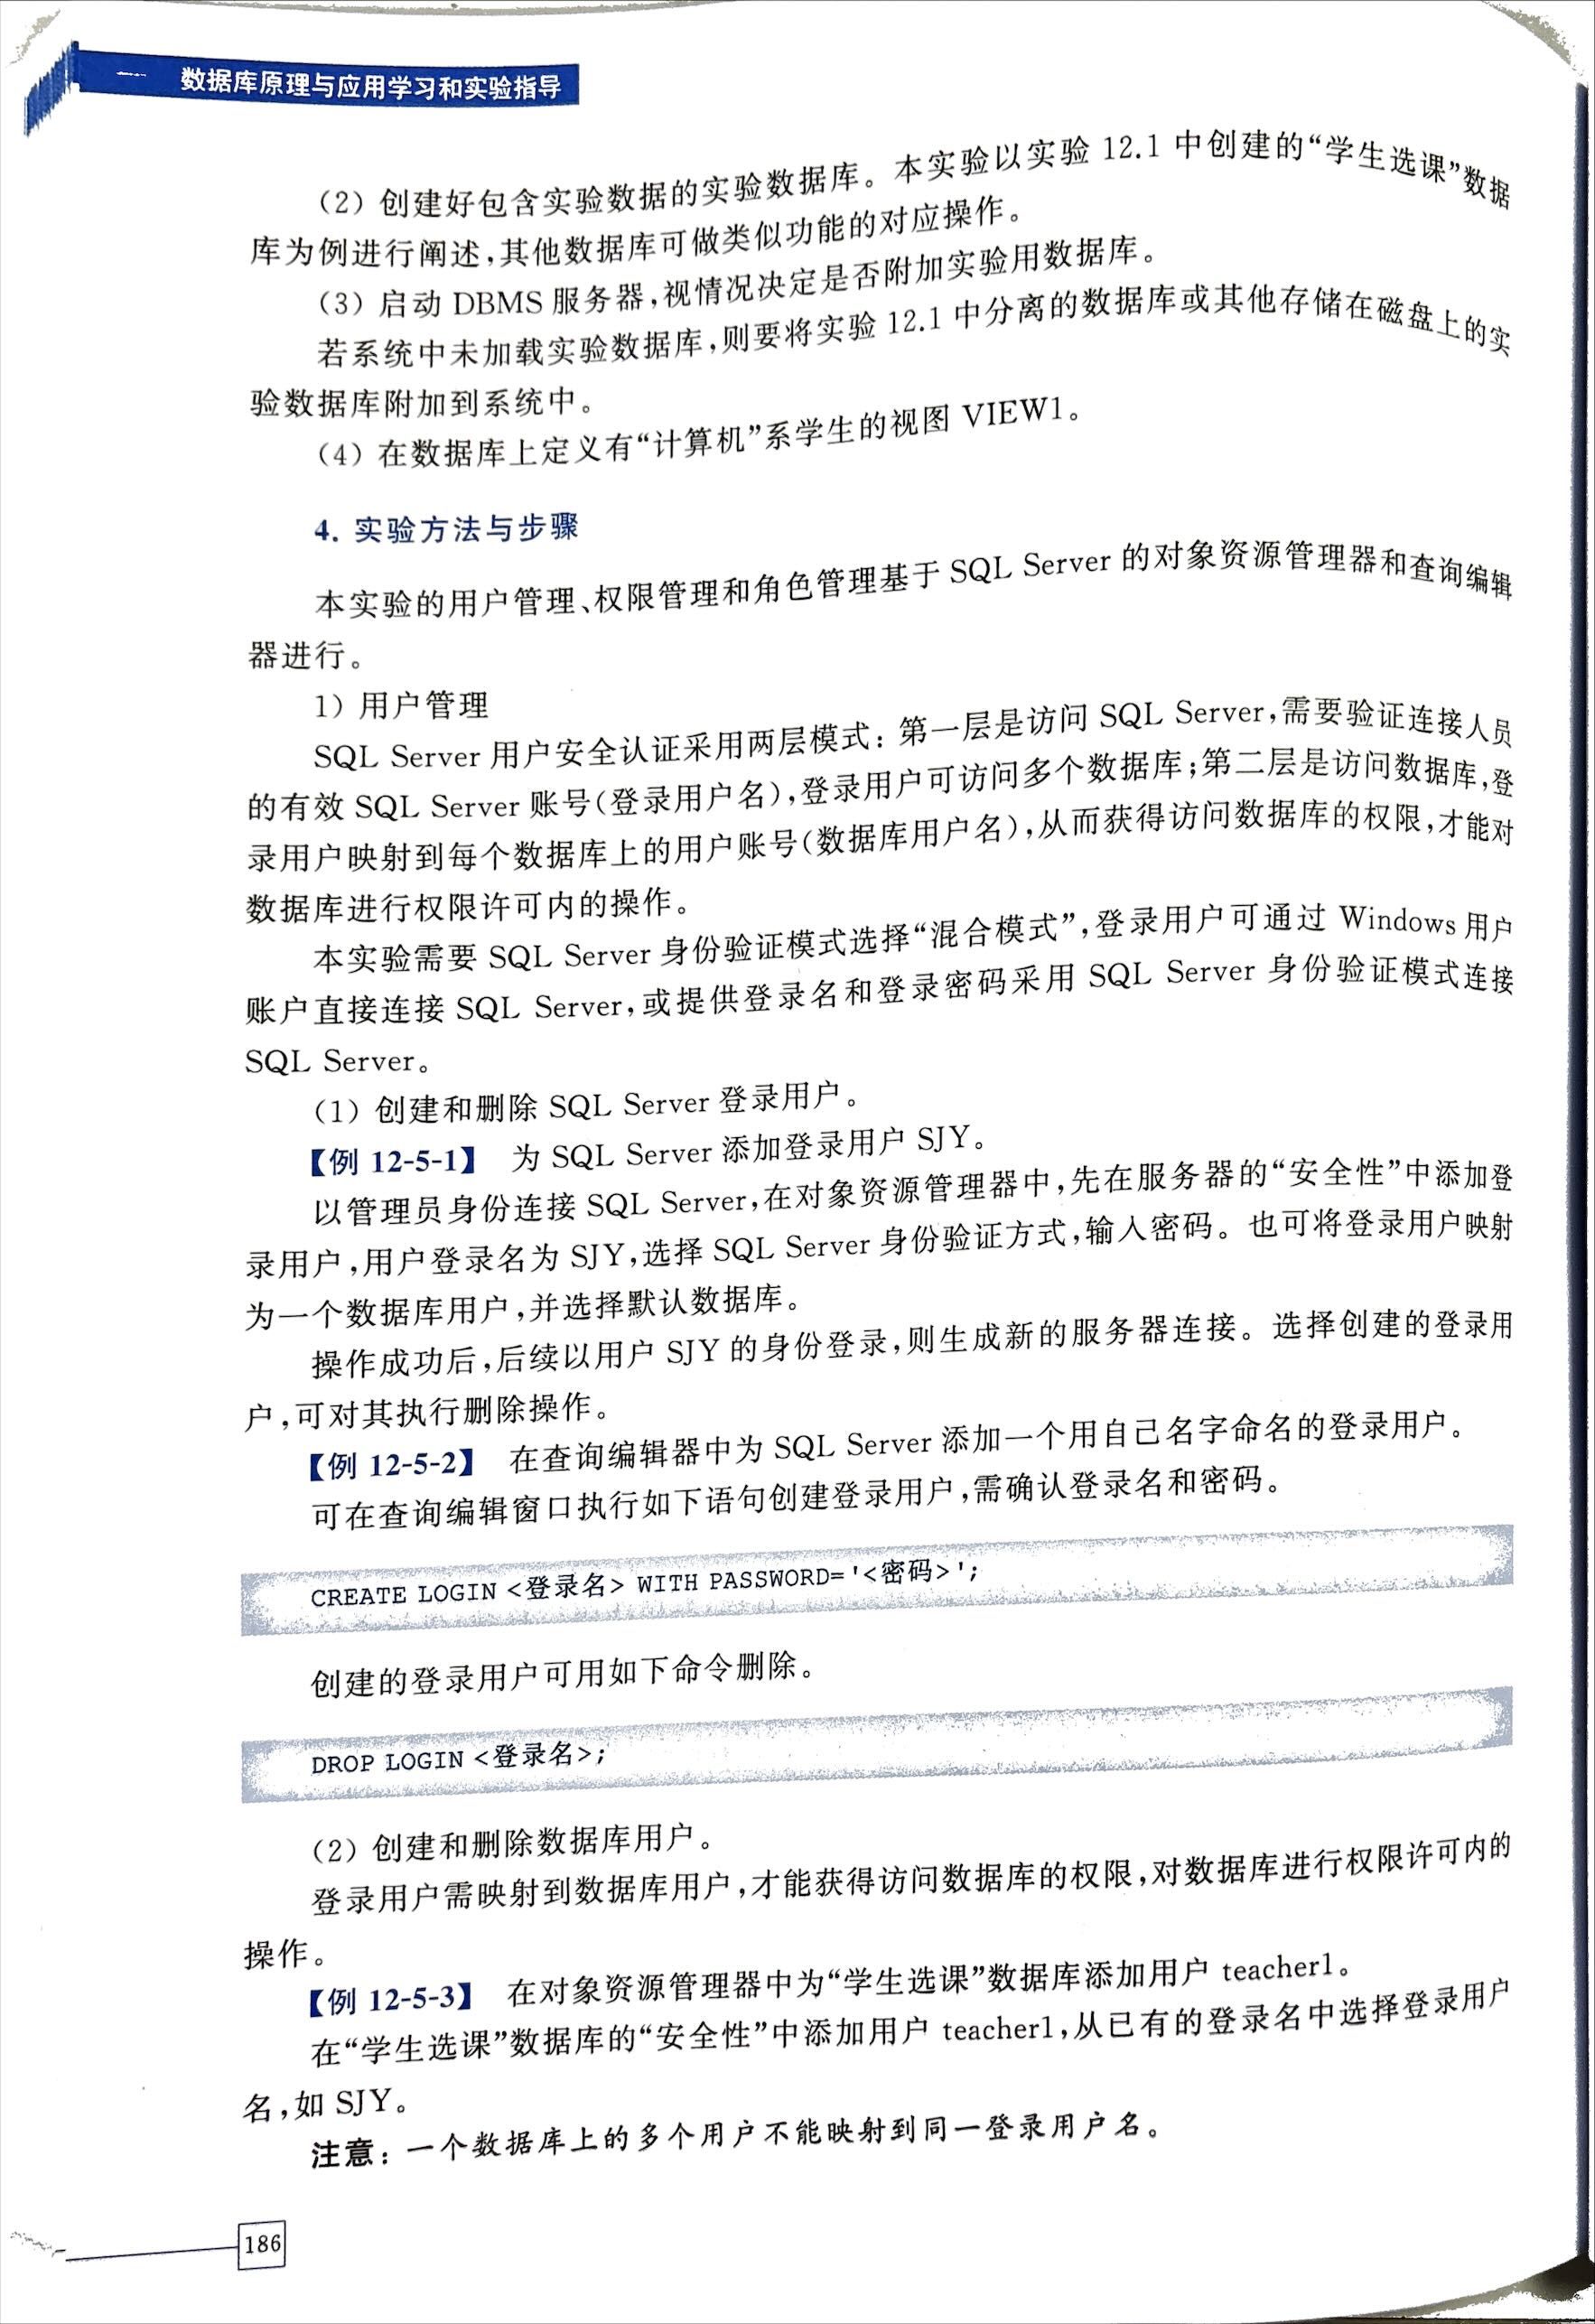 数据库原理与应用学习和实验指导
(2) 创建好包含实验数据的实验数据库。本实验以实验 12.1 中创建的“学生选课”数据
库为例进行阐述,其他数据库可做类似功能的对应操作。
(3) 启动 DBMS 服务器,视情况决定是否附加实验用数据库。
若系统中未加载实验数据库,则要将实验 12.1 中分离的数据库或其他存储在磁盘上的实
验数据库附加到系统中。
(4) 在数据库上定义有“计算机”系学生的视图 VIEW1。
4. 实验方法与步骤
本实验的用户管理、权限管理和角色管理基于 SQL Server 的对象资源管理器和查询编辑
器进行。
1) 用户管理
SQL Server 用户安全认证采用两层模式: 第一层是访问 SQL Server,需要验证连接人员
的有效 SQL Server 账号(登录用户名),登录用户可访问多个数据库;第二层是访问数据库,登
录用户映射到每个数据库上的用户账号(数据库用户名),从而获得访问数据库的权限,才能对
数据库进行权限许可内的操作。
本实验需要 SQL Server 身份验证模式选择“混合模式”,登录用户可通过 Windows 用户
账户直接连接 SQL Server,或提供登录名和登录密码采用 SQL Server 身份验证模式连接
SQL Server。
(1) 创建和删除 SQL Server 登录用户。
【例 12-5-1】 为 SQL Server 添加登录用户 SJY。
以管理员身份连接 SQL Server,在对象资源管理器中,先在服务器的“安全性”中添加登
录用户,用户登录名为 SJY,选择 SQL Server 身份验证方式,输入密码。也可将登录用户映射
为一个数据库用户,并选择默认数据库。
操作成功后,后续以用户 SJY 的身份登录,则生成新的服务器连接。选择创建的登录用
户,可对其执行删除操作。
【例 12-5-2】 在查询编辑器中为 SQL Server 添加一个用自己名字命名的登录用户。
可在查询编辑窗口执行如下语句创建登录用户,需确认登录名和密码。
CREATE LOGIN <登录名> WITH PASSWORD= '<密码>';
创建的登录用户可用如下命令删除。
DROP LOGIN <登录名>;
(2) 创建和删除数据库用户。
登录用户需映射到数据库用户,才能获得访问数据库的权限,对数据库进行权限许可内的
操作。
【例 12-5-3】 在对象资源管理器中为“学生选课”数据库添加用户 teacher1。
在“学生选课”数据库的“安全性”中添加用户 teacher1,从已有的登录名中选择登录用户
名,如 SJY。
注意: 一个数据库上的多个用户不能映射到同一登录用户名。
186